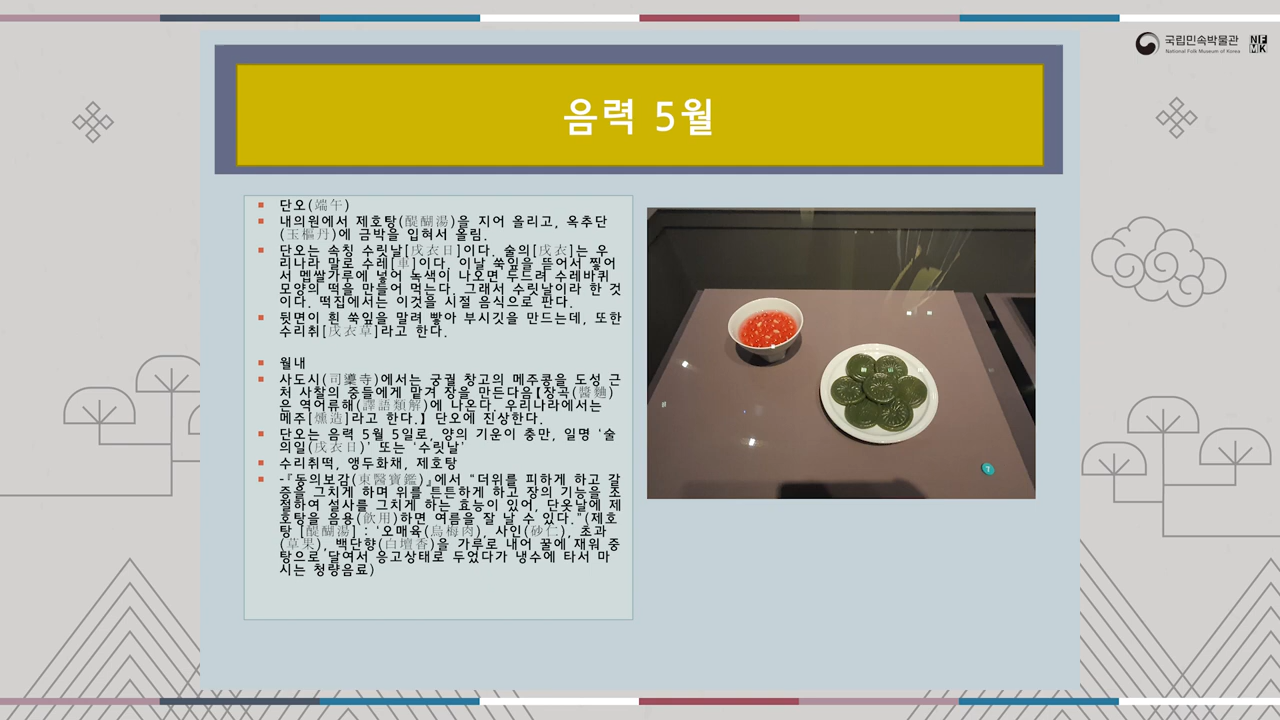 국립민속박물관
National Folk Museum of Korea
NF
MK
음력 5월
단오(端午)
내의원에서 제호탕(醍醐湯)을 지어 올리고, 옥추단
(玉樞丹)에 금박을 입혀서 올림.
단오는 속칭 수릿날[戌衣日]이다. 술의[戌衣]는 우
리나라 말로 수레[車]이다. 이날 쑥잎을 뜯어서 찧어
서 멥쌀가루에 넣어 녹색이 나오면 두드려 수레바퀴
모양의 떡을 만들어 먹는다. 그래서 수릿날이라 한 것
이다. 떡집에서는 이것을 시절 음식으로 판다.
뒷면이 흰 쑥잎을 말려 빻아 부시깃을 만드는데, 또한
수리취[戌衣草]라고 한다.
월내
사도시(司䆃寺)에서는 궁궐 창고의 메주콩을 도성 근
처 사찰의 중들에게 맡겨 장을 만든다음【장곡(醬麯)
은 역어류해(譯語類解)에 나온다. 우리나라에서는
메주[燻造]라고 한다.】 단오에 진상한다.
단오는 음력 5월 5일로, 양의 기운이 충만, 일명 '술
의일(戌衣日)' 또는 '수릿날'
수리취떡, 앵두화채, 제호탕
-『동의보감(東醫寶鑑)』에서 "더위를 피하게 하고 갈
증을 그치게 하며 위를 튼튼하게 하고 장의 기능을 조
절하여 설사를 그치게 하는 효능이 있어, 단옷날에 제
호탕을 음용(飮用)하면 여름을 잘 날 수 있다."(제호
탕 [醍醐湯] : '오매육(烏梅肉), 사인(砂仁), 초과
(草果), 백단향(白壇香)을 가루로 내어 꿀에 재워 중
탕으로 달여서 응고상태로 두었다가 냉수에 타서 마
시는 청량음료)